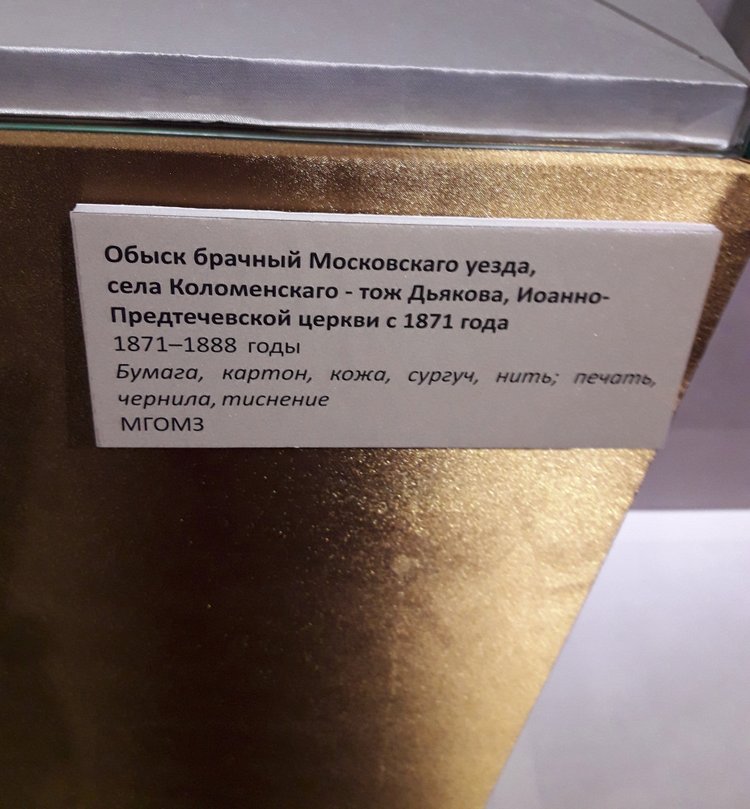 Обыск брачный Московскаго уезда,
села Коломенскаго - тож Дьякова, Иоанно-
Предтечевской церкви с 1871 года
1871–1888 годы
Бумага, картон, кожа, сургуч, нить; печать,
чернила, тиснение
МГОМЗ